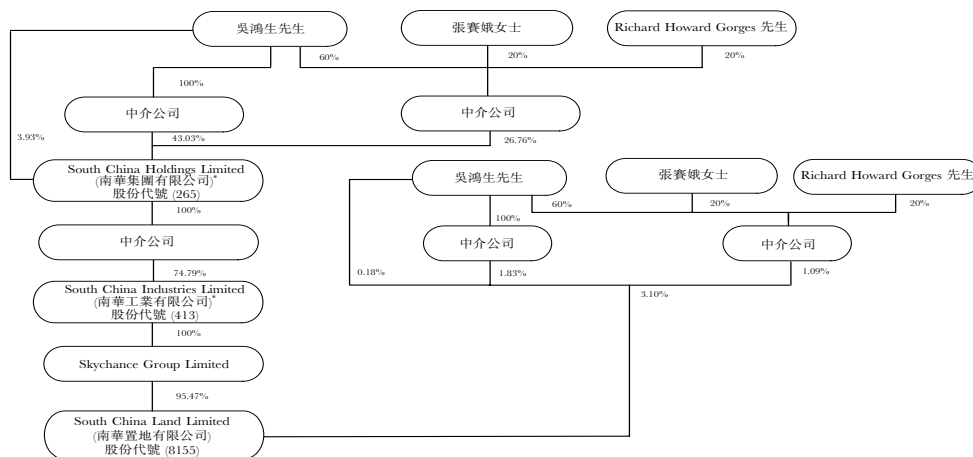 吳鴻生先生
張賽娥女士
Richard Howard Gorges 先生
60%
20%
20%
100%
中介公司
中介公司
3.93%
43.03%
26.76%
South China Holdings Limited
(南華集團有限公司)*
股份代號 (265)
吳鴻生先生
張賽娥女士
Richard Howard Gorges 先生
100%
60%
20%
20%
100%
中介公司
中介公司
中介公司
74.79%
0.18%
1.83%
1.09%
South China Industries Limited
(南華工業有限公司)*
股份代號 (413)
3.10%
100%
Skychance Group Limited
95.47%
South China Land Limited
(南華置地有限公司)
股份代號 (8155)